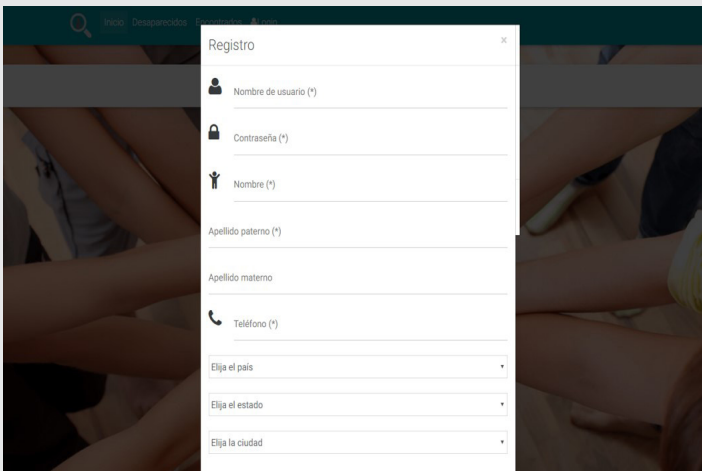 Inicio Desaparecidos Encontrados Login
Registro ×
Nombre de usuario (*)
Contraseña (*)
Nombre (*)
Apellido paterno (*)
Apellido materno
Teléfono (*)
Elija el país
Elija el estado
Elija la ciudad